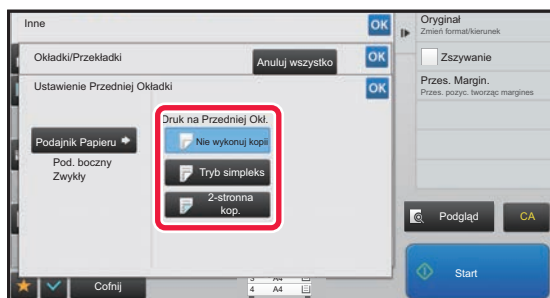 Inne
OK
Okładki/Przekładki
Anuluj wszystko
OK
Ustawienie Przedniej Okładki
OK
Druk na Przedniej Okł.
Podajnik Papieru
Pod. boczny
Zwykły
Nie wykonuj kopii
Tryb simpleks
2-stronna
kop.
Cofnij
3 A4
4 A4
Oryginał
Zmień format/kierunek
Zszywanie
Przes. Margin.
Przes. pozyc. tworząc margines
Podgląd
CA
Start